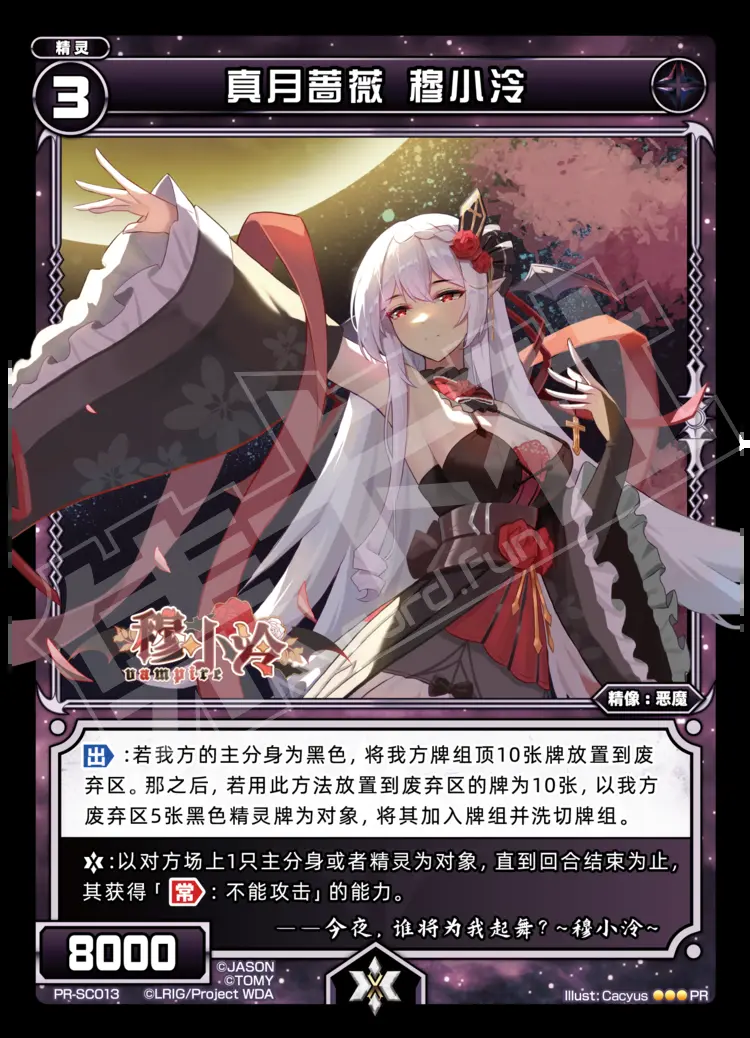 精灵
3
真月蔷薇 穆小泠
穆小泠
vampire
精像：恶魔
出：若我方的主分身为黑色，将我方牌组顶10张牌放置到废
弃区。那之后，若用此方法放置到废弃区的牌为10张，以我方
废弃区5张黑色精灵牌为对象，将其加入牌组并洗切牌组。
：以对方场上1只主分身或者精灵为对象，直到回合结束为止，
其获得「常：不能攻击」的能力。
——今夜，谁将为我起舞？~穆小泠~
8000
©JASON
©TOMY
PR-SC013 ©LRIG/Project WDA
Illust: Cacyus PR